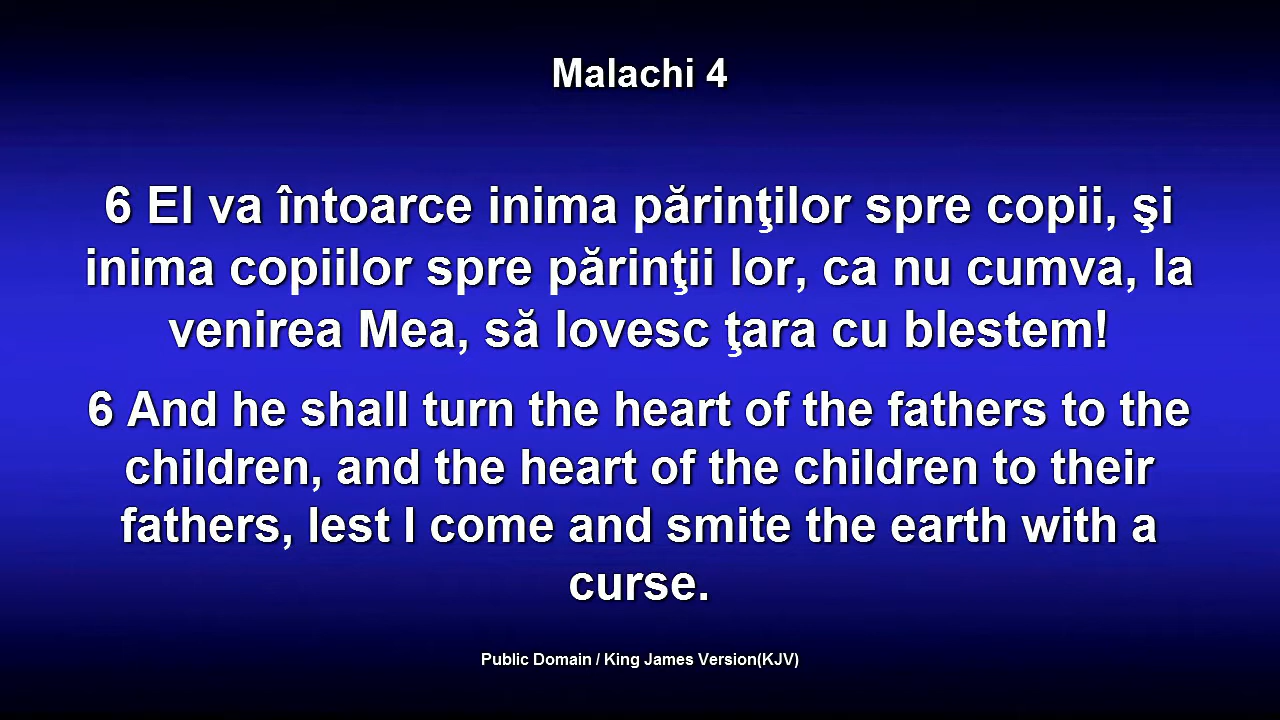 Malachi 4
6 El va întoarce inima părinţilor spre copii, şi
inima copiilor spre părinţii lor, ca nu cumva, la
venirea Mea, să lovesc ţara cu blestem!
6 And he shall turn the heart of the fathers to the
children, and the heart of the children to their
fathers, lest I come and smite the earth with a
curse.
Public Domain / King James Version(KJV)